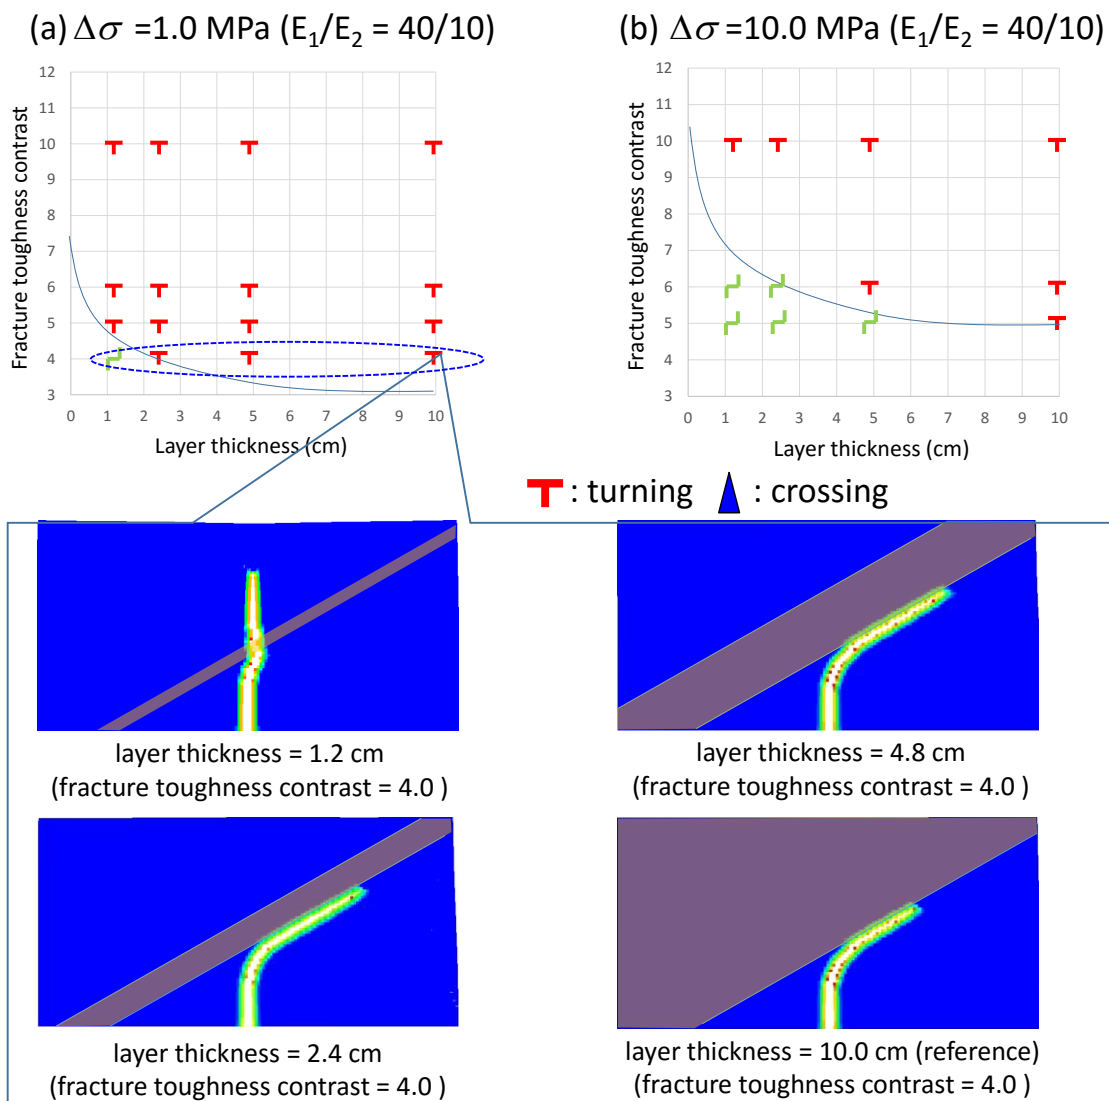 (a) Δσ =1.0 MPa (E₁/E₂ = 40/10)
(b) Δσ =10.0 MPa (E₁/E₂ = 40/10)
Fracture toughness contrast
12
11
10
9
8
7
6
5
4
3
0 1 2 3 4 5 6 7 8 9 10
Layer thickness (cm)
Fracture toughness contrast
12
11
10
9
8
7
6
5
4
3
0 1 2 3 4 5 6 7 8 9 10
Layer thickness (cm)
: turning : crossing
layer thickness = 1.2 cm
(fracture toughness contrast = 4.0 )
layer thickness = 4.8 cm
(fracture toughness contrast = 4.0 )
layer thickness = 2.4 cm
(fracture toughness contrast = 4.0 )
layer thickness = 10.0 cm (reference)
(fracture toughness contrast = 4.0 )